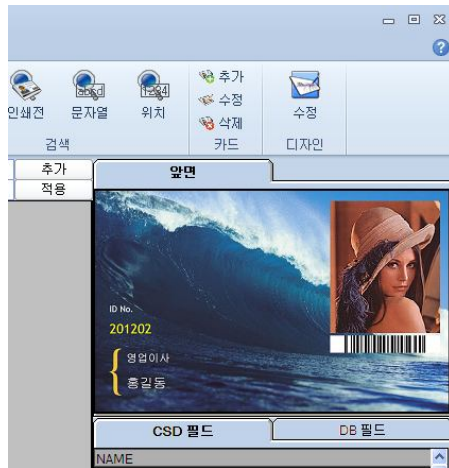 인쇄전 문자열 위치 추가 수정 삭제 수정
abcd 1234
검색 카드 디자인
추가 앞면
적용
ID No.
201202
영업이사
홍길동
CSD 필드 DB 필드
NAME